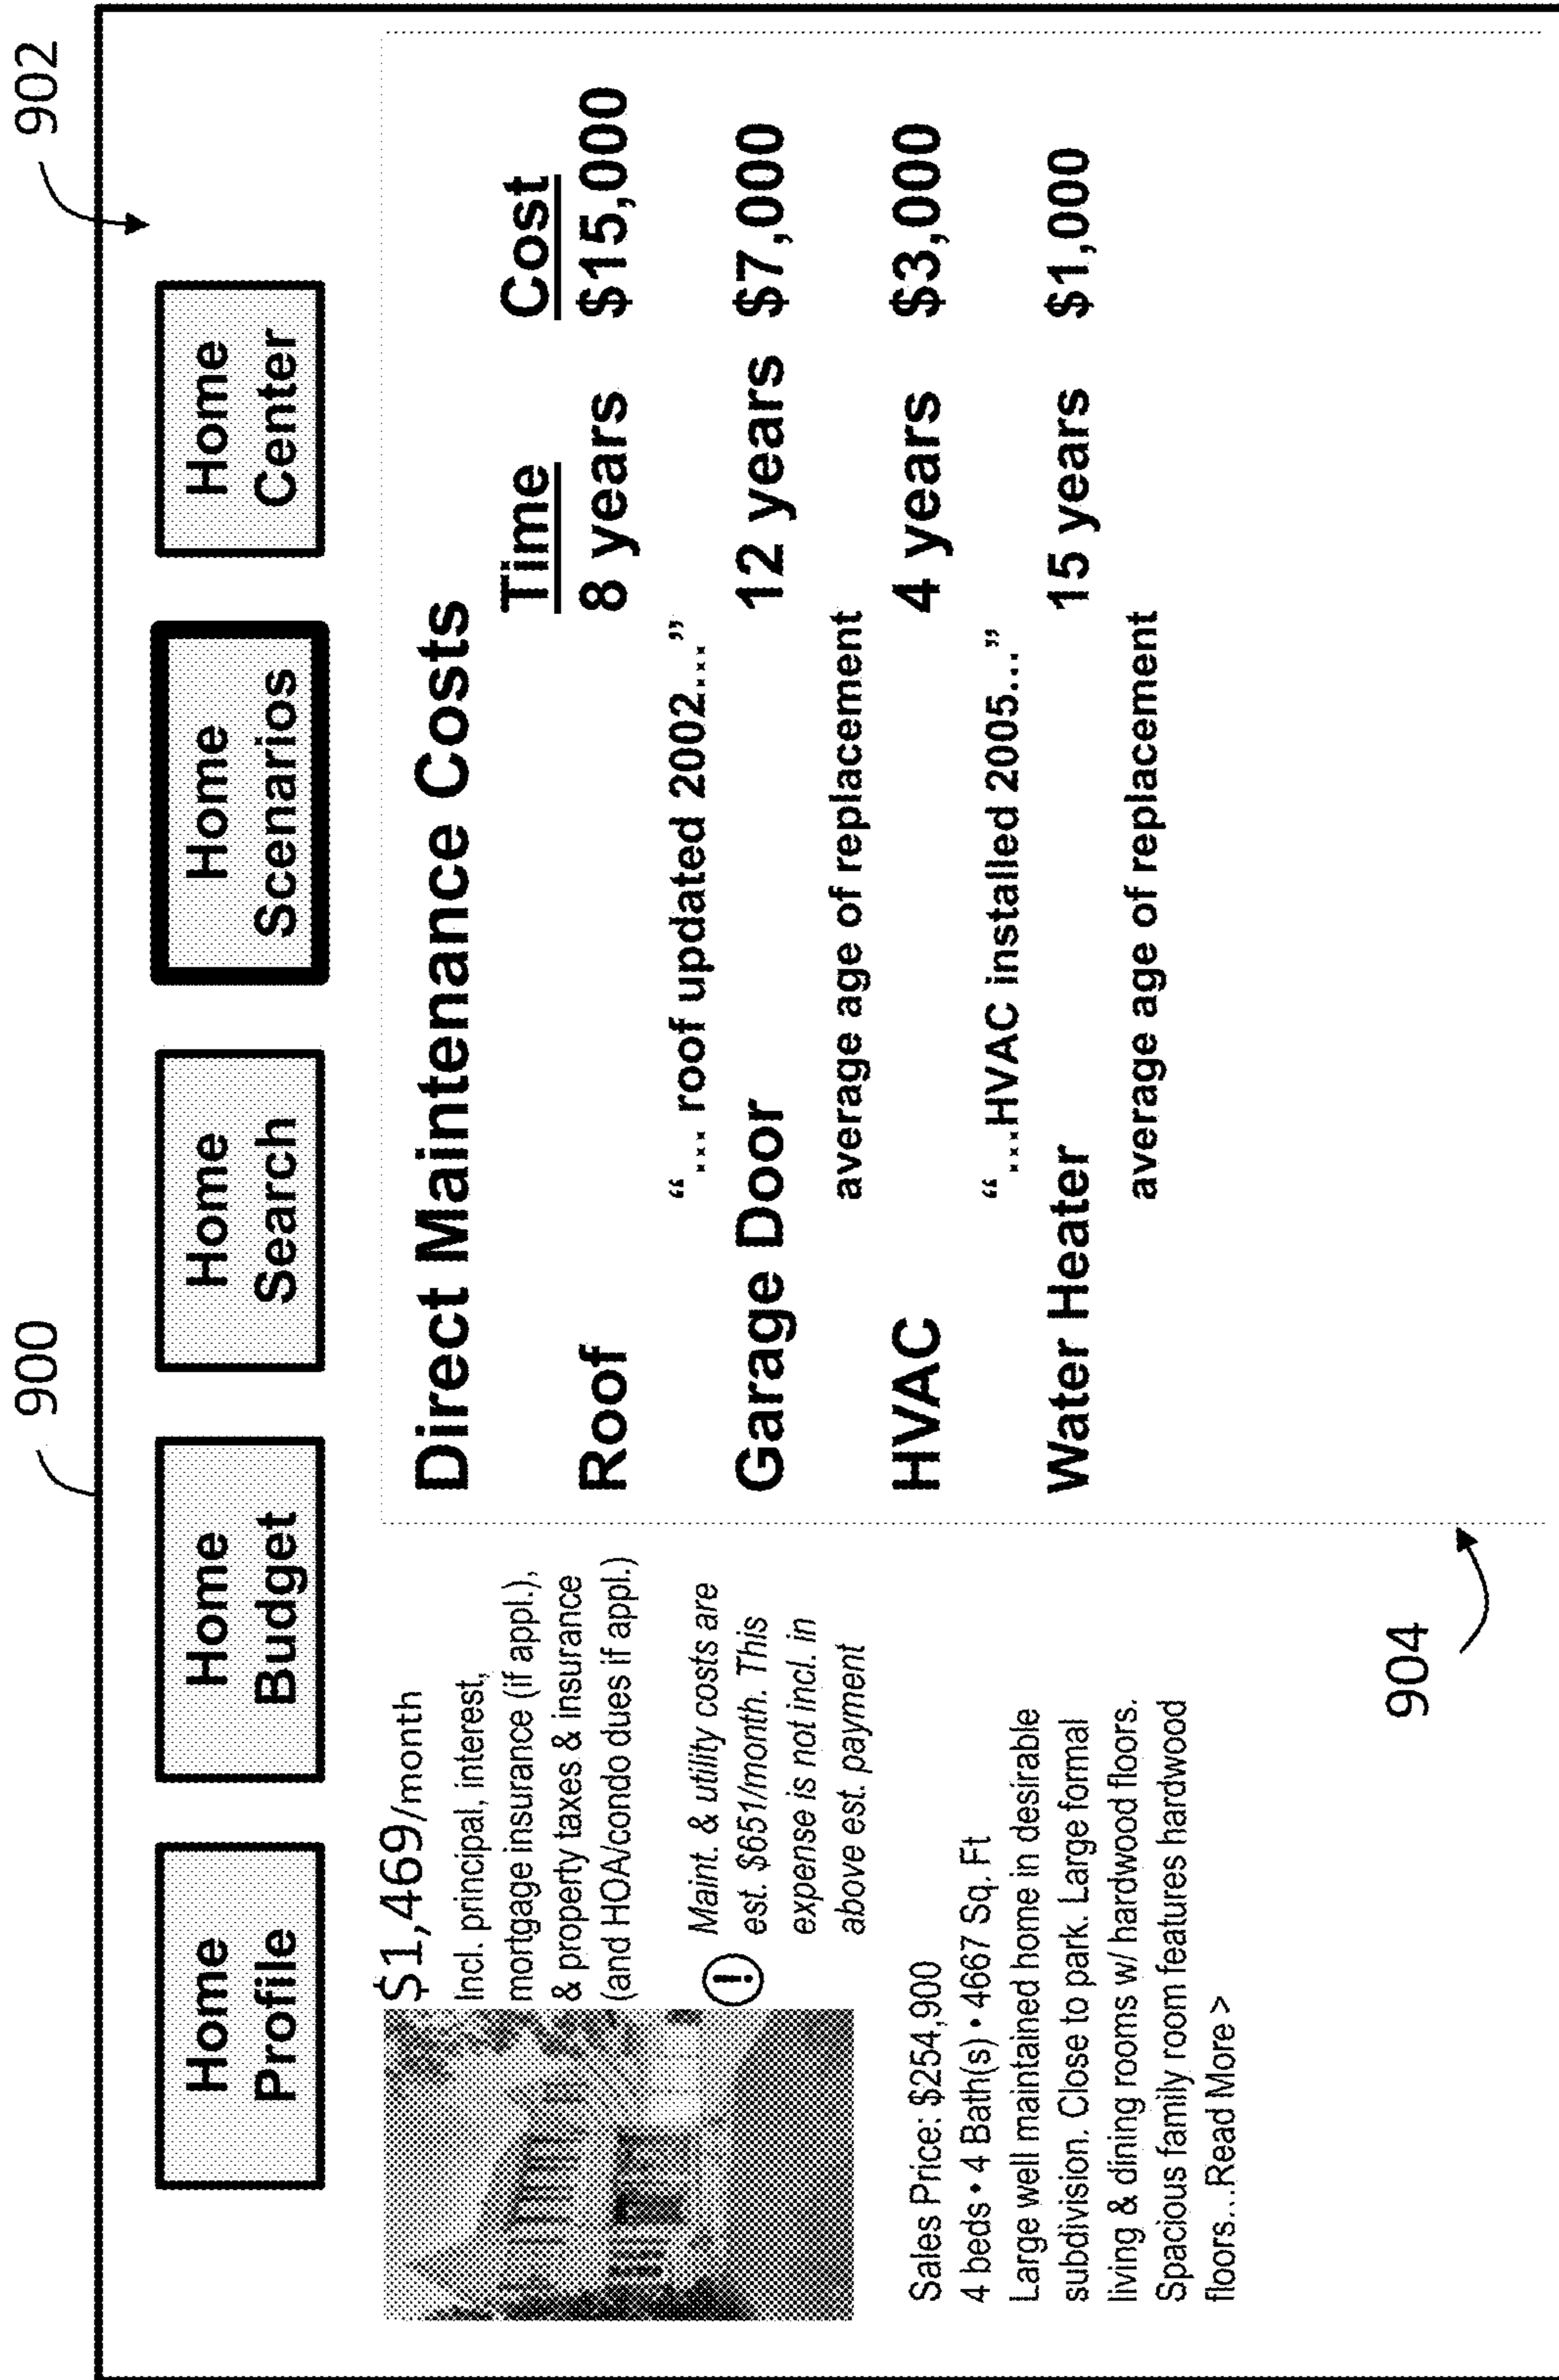 900
902
Home
Profile
Home
Budget
Home
Search
Home
Scenarios
Home
Center
$1,469/month
Incl. principal, interest,
mortgage insurance (if appl.),
& property taxes & insurance
(and HOA/condo dues if appl.)
! Maint. & utility costs are
est. $651/month. This
expense is not incl. in
above est. payment
Sales Price: $254,900
4 beds • 4 Bath(s) • 4667 Sq. Ft
Large well maintained home in desirable
subdivision. Close to park. Large formal
living & dining rooms w/ hardwood floors.
Spacious family room features hardwood
floors...Read More >
904
Direct Maintenance Costs
Time Cost
Roof 8 years $15,000
“... roof updated 2002...”
Garage Door 12 years $7,000
average age of replacement
HVAC 4 years $3,000
“...HVAC installed 2005...”
Water Heater 15 years $1,000
average age of replacement